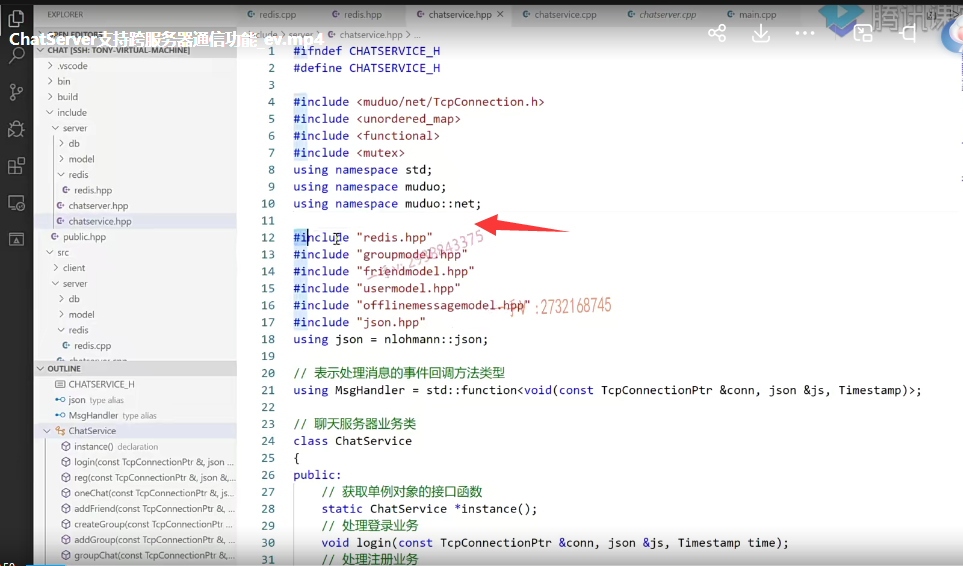 EXPLORER
redis.cpp
redis.hpp
chatservice.hpp
chatservice.cpp
chatserver.cpp
main.cpp
腾讯课
ChatServer支持跨服务器通信功能_ev.mp4
OPEN EDITORS
include > server > chatservice.hpp > ...
CHAT [SSH: TONY-VIRTUAL-MACHINE]
.vscode
bin
build
include
server
db
model
redis
redis.hpp
chatserver.hpp
chatservice.hpp
public.hpp
src
client
server
db
model
redis
redis.cpp
chatserver.cpp
OUTLINE
CHATSERVICE_H
json type alias
MsgHandler type alias
ChatService
instance() declaration
login(const TcpConnectionPtr &, json ...
reg(const TcpConnectionPtr &, json &,...
oneChat(const TcpConnectionPtr &, js...
addFriend(const TcpConnectionPtr &, ...
createGroup(const TcpConnectionPtr ...
addGroup(const TcpConnectionPtr &, ...
groupChat(const TcpConnectionPtr &,...
1 #ifndef CHATSERVICE_H
2 #define CHATSERVICE_H
3
4 #include <muduo/net/TcpConnection.h>
5 #include <unordered_map>
6 #include <functional>
7 #include <mutex>
8 using namespace std;
9 using namespace muduo;
10 using namespace muduo::net;
11
12 #include "redis.hpp"
13 #include "groupmodel.hpp"
14 #include "friendmodel.hpp"
15 #include "usermodel.hpp"
16 #include "offlinemessagemodel.hpp"
17 #include "json.hpp"
18 using json = nlohmann::json;
19
20 // 表示处理消息的事件回调方法类型
21 using MsgHandler = std::function<void(const TcpConnectionPtr &conn, json &js, Timestamp)>;
22
23 // 聊天服务器业务类
24 class ChatService
25 {
26 public:
27 // 获取单例对象的接口函数
28 static ChatService *instance();
29 // 处理登录业务
30 void login(const TcpConnectionPtr &conn, json &js, Timestamp time);
31 // 处理注册业务
:2732168745